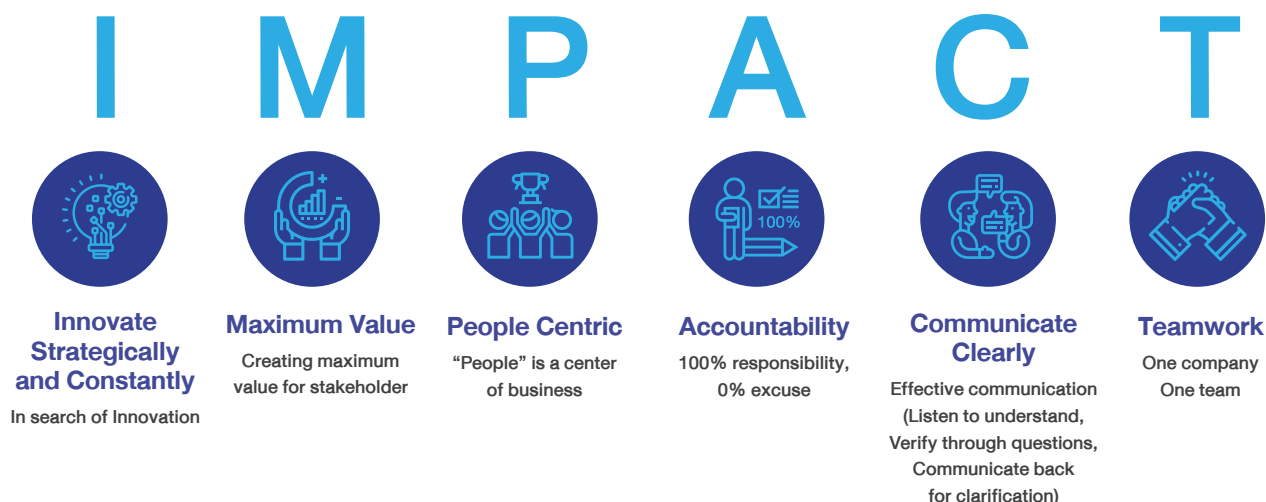 I M P A C T
100%
Innovate
Strategically
and Constantly
In search of Innovation
Maximum Value
Creating maximum
value for stakeholder
People Centric
“People” is a center
of business
Accountability
100% responsibility,
0% excuse
Communicate
Clearly
Effective communication
(Listen to understand,
Verify through questions,
Communicate back
for clarification)
Teamwork
One company
One team